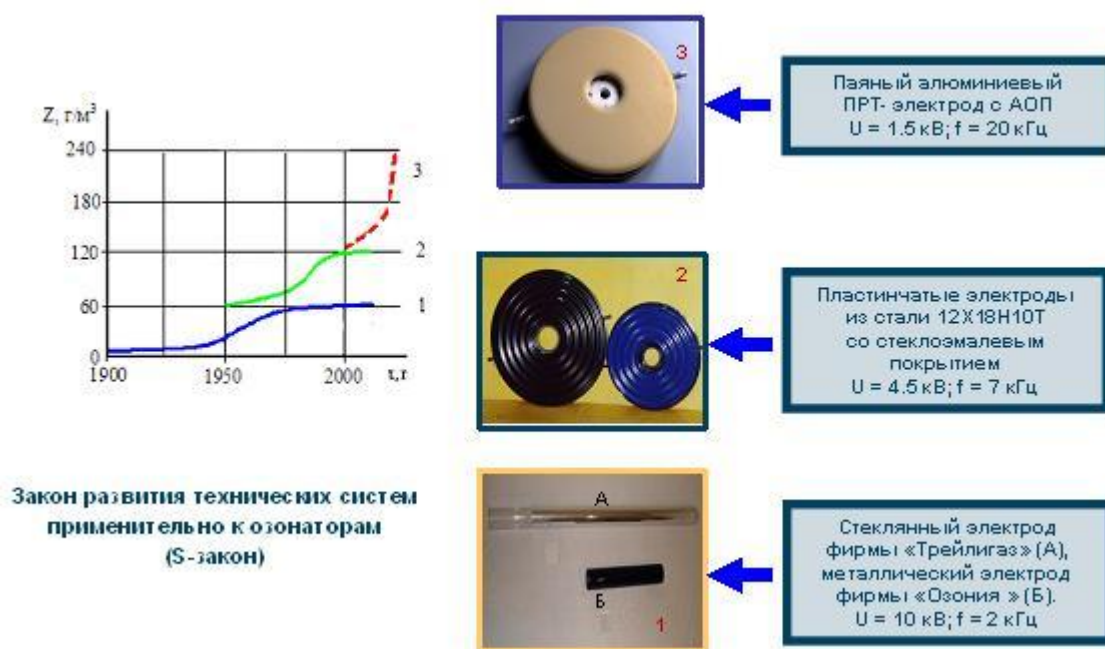 Z, г/м³
240
180
120
60
0
1900
1950
2000
τ, г
3
2
1
Закон развития технических систем
применительно к озонаторам
(S-закон)
3
Паяный алюминиевый
ПРТ- электрод с АОП
U = 1.5 кВ; f = 20 кГц
2
Пластинчатые электроды
из стали 12Х18Н10Т
со стеклоэмалевым
покрытием
U = 4.5 кВ; f = 7 кГц
А
Б
1
Стеклянный электрод
фирмы «Трейлигаз» (А),
металлический электрод
фирмы «Озония » (Б).
U = 10 кВ; f = 2 кГц